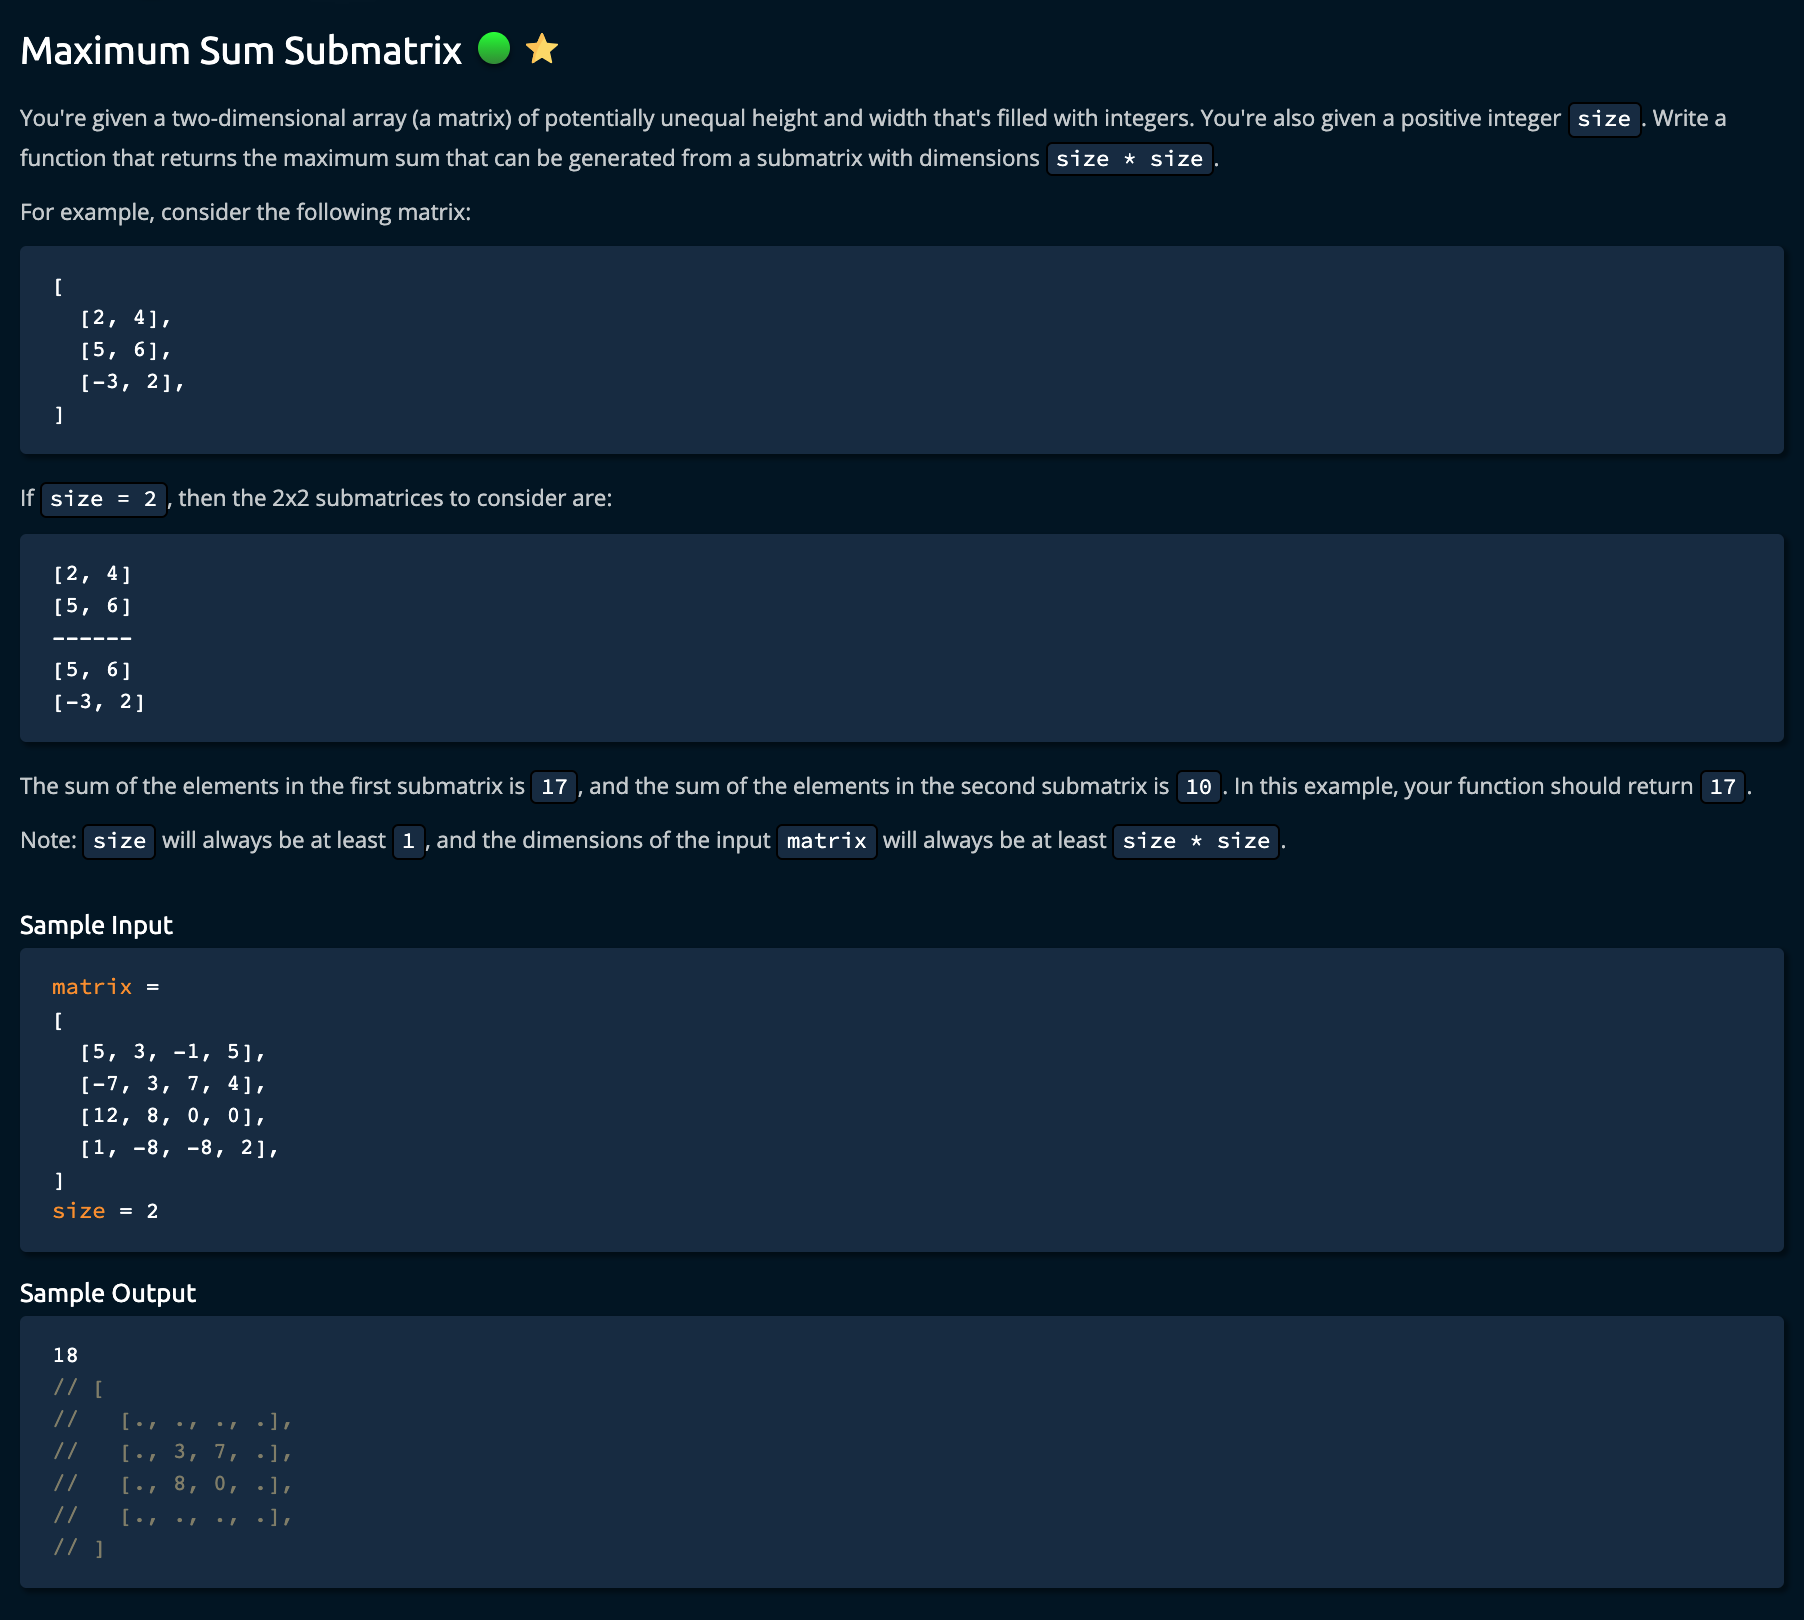 Maximum Sum Submatrix
You're given a two-dimensional array (a matrix) of potentially unequal height and width that's filled with integers. You're also given a positive integer size. Write a
function that returns the maximum sum that can be generated from a submatrix with dimensions size * size.
For example, consider the following matrix:
[
  [2, 4],
  [5, 6],
  [-3, 2],
]
If size = 2, then the 2x2 submatrices to consider are:
[2, 4]
[5, 6]
------
[5, 6]
[-3, 2]
The sum of the elements in the first submatrix is 17, and the sum of the elements in the second submatrix is 10. In this example, your function should return 17.
Note: size will always be at least 1, and the dimensions of the input matrix will always be at least size * size.
Sample Input
matrix =
[
  [5, 3, -1, 5],
  [-7, 3, 7, 4],
  [12, 8, 0, 0],
  [1, -8, -8, 2],
]
size = 2
Sample Output
18
// [
//   [., ., ., .],
//   [., 3, 7, .],
//   [., 8, 0, .],
//   [., ., ., .],
// ]